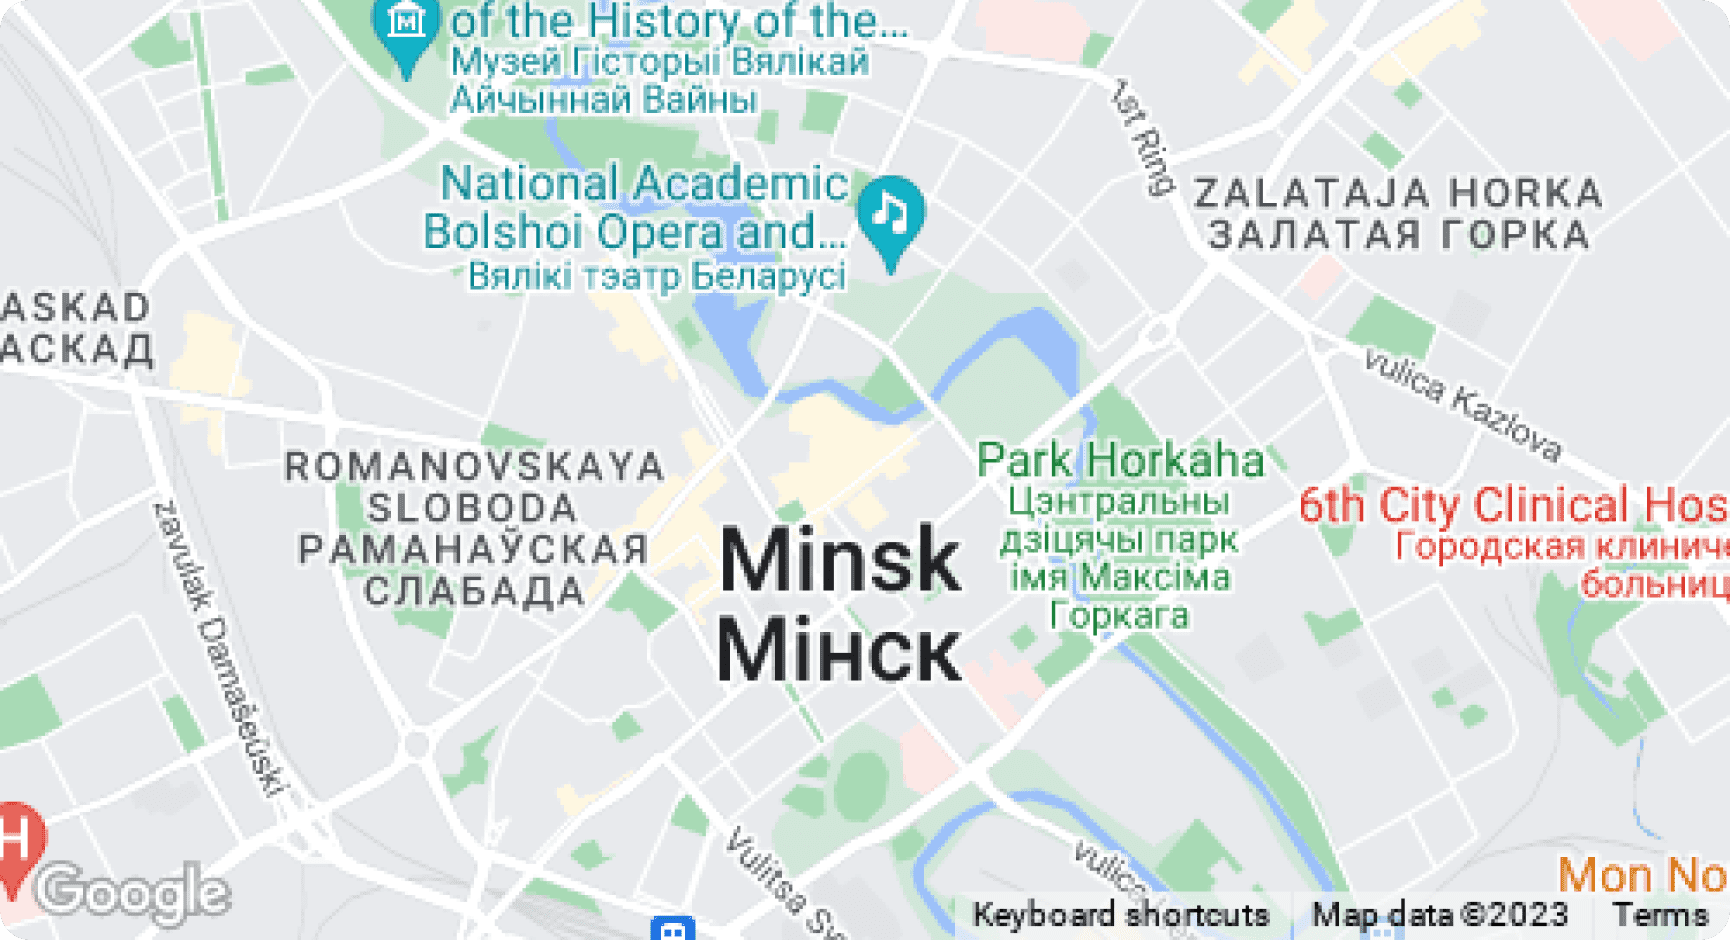 of the History of the...
Музей Гісторыі Вялікай
Айчыннай Вайны
1st Ring
National Academic
Bolshoi Opera and...
Вялікі тэатр Беларусі
ZALATAJA HORKA
ЗАЛАТАЯ ГОРКА
ASKAD
АСКАД
vulica Kazlova
ROMANOVSKAYA
SLOBODA
РАМАНАЎСКАЯ
СЛАБАДА
Park Horkaha
Цэнтральны
дзіцячы парк
імя Максіма
Горкага
6th City Clinical Hos
Городская клиниче
больниц
zavulak Damašeŭski
Minsk
Мінск
H
Google
Vulitsa Sv
vulica
Mon No
Keyboard shortcuts
Map data ©2023
Terms